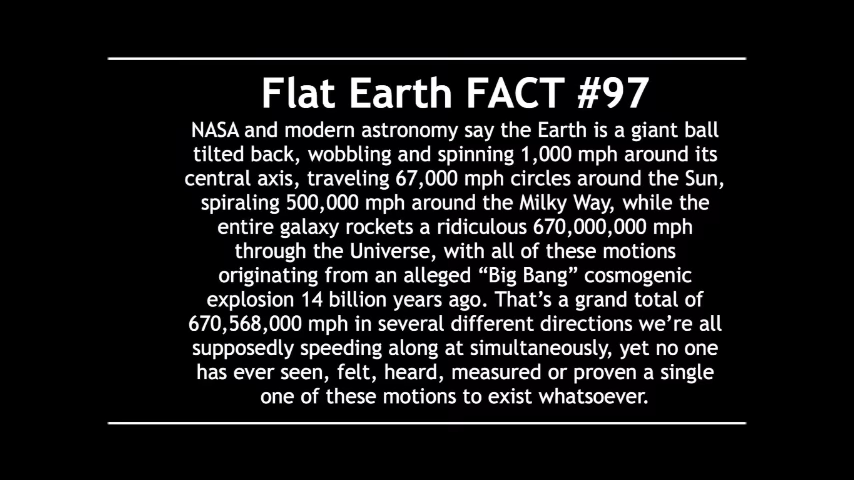 Flat Earth FACT #97
NASA and modern astronomy say the Earth is a giant ball
tilted back, wobbling and spinning 1,000 mph around its
central axis, traveling 67,000 mph circles around the Sun,
spiraling 500,000 mph around the Milky Way, while the
entire galaxy rockets a ridiculous 670,000,000 mph
through the Universe, with all of these motions
originating from an alleged “Big Bang” cosmogenic
explosion 14 billion years ago. That’s a grand total of
670,568,000 mph in several different directions we’re all
supposedly speeding along at simultaneously, yet no one
has ever seen, felt, heard, measured or proven a single
one of these motions to exist whatsoever.